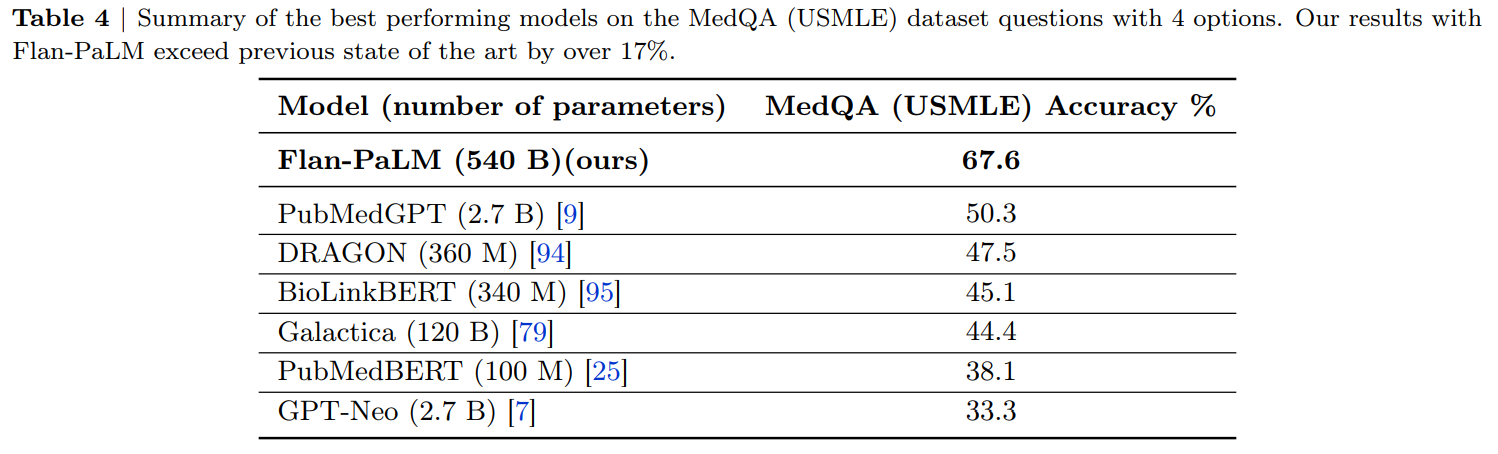 Table 4 | Summary of the best performing models on the MedQA (USMLE) dataset questions with 4 options. Our results with
Flan-PaLM exceed previous state of the art by over 17%.
Model (number of parameters) MedQA (USMLE) Accuracy %
Flan-PaLM (540 B)(ours) 67.6
PubMedGPT (2.7 B) [9] 50.3
DRAGON (360 M) [94] 47.5
BioLinkBERT (340 M) [95] 45.1
Galactica (120 B) [79] 44.4
PubMedBERT (100 M) [25] 38.1
GPT-Neo (2.7 B) [7] 33.3